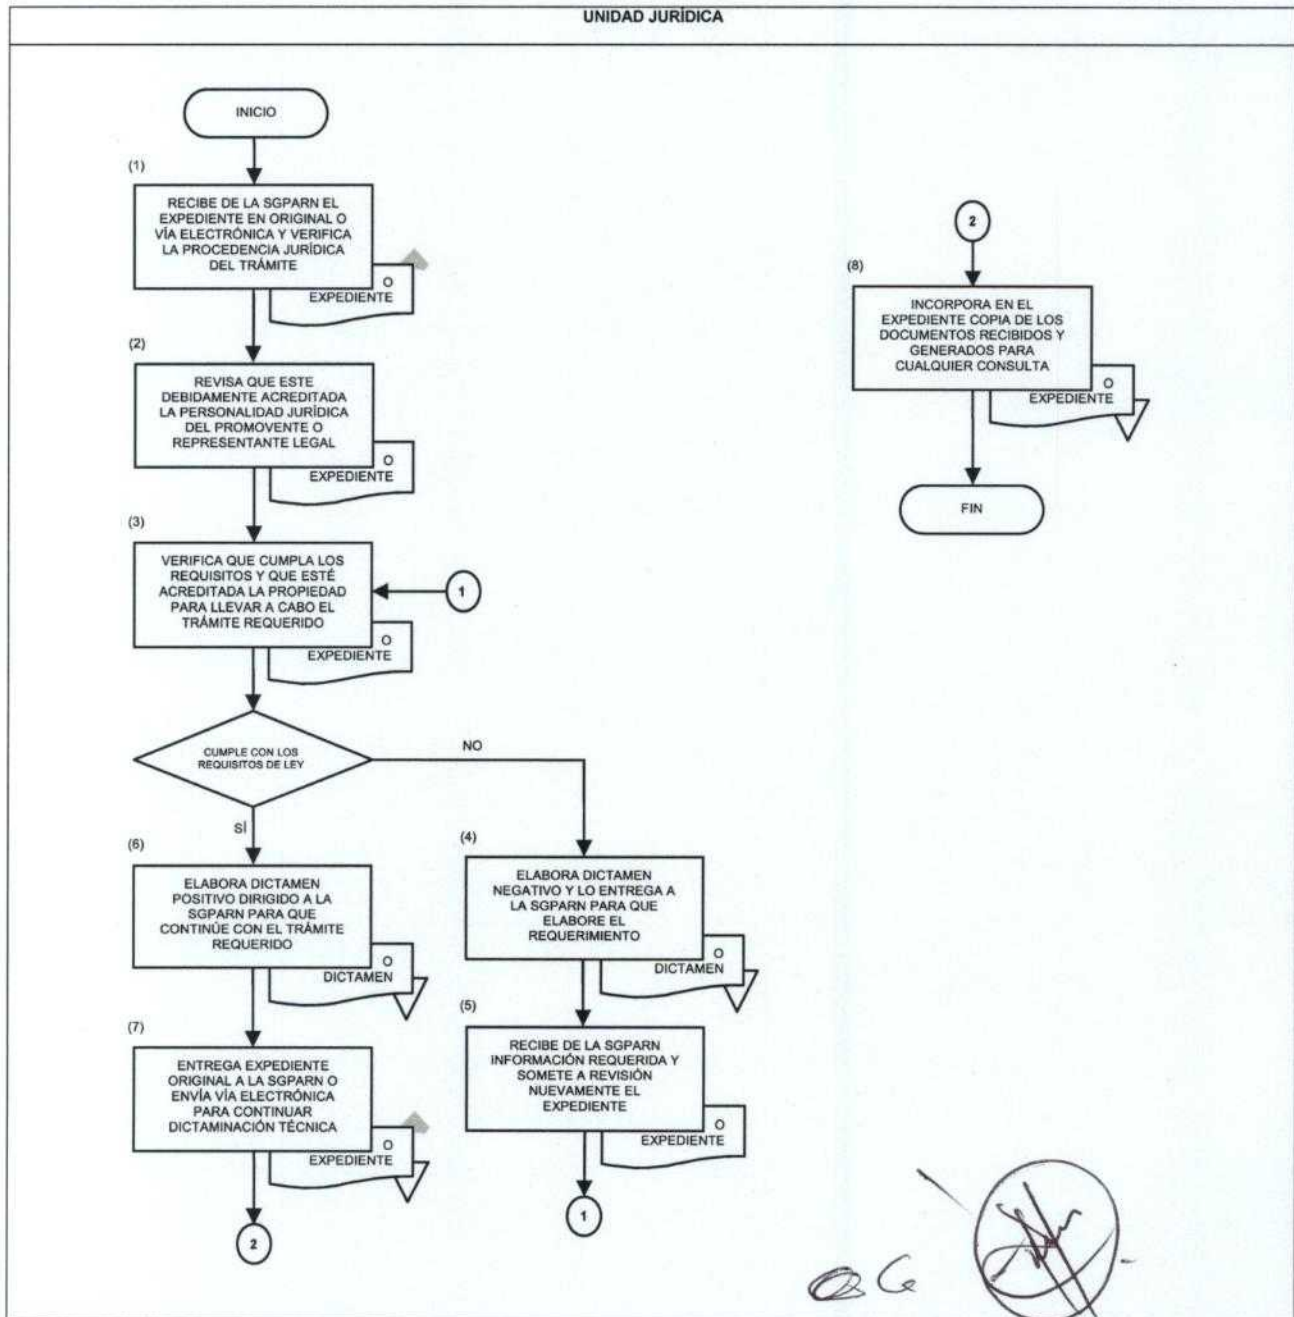 UNIDAD JURÍDICA
INICIO
(1)
RECIBE DE LA SGPARN EL
EXPEDIENTE EN ORIGINAL O
VÍA ELECTRÓNICA Y VERIFICA
LA PROCEDENCIA JURÍDICA
DEL TRÁMITE
O
EXPEDIENTE
(2)
REVISA QUE ESTE
DEBIDAMENTE ACREDITADA
LA PERSONALIDAD JURÍDICA
DEL PROMOVENTE O
REPRESENTANTE LEGAL
O
EXPEDIENTE
(3)
VERIFICA QUE CUMPLA LOS
REQUISITOS Y QUE ESTÉ
ACREDITADA LA PROPIEDAD
PARA LLEVAR A CABO EL
TRÁMITE REQUERIDO
1
O
EXPEDIENTE
CUMPLE CON LOS
REQUISITOS DE LEY
NO
SÍ
(6)
ELABORA DICTAMEN
POSITIVO DIRIGIDO A LA
SGPARN PARA QUE
CONTINÚE CON EL TRÁMITE
REQUERIDO
O
DICTAMEN
(7)
ENTREGA EXPEDIENTE
ORIGINAL A LA SGPARN O
ENVÍA VÍA ELECTRÓNICA
PARA CONTINUAR
DICTAMINACIÓN TÉCNICA
O
EXPEDIENTE
2
(4)
ELABORA DICTAMEN
NEGATIVO Y LO ENTREGA A
LA SGPARN PARA QUE
ELABORE EL
REQUERIMIENTO
O
DICTAMEN
(5)
RECIBE DE LA SGPARN
INFORMACIÓN REQUERIDA Y
SOMETE A REVISIÓN
NUEVAMENTE EL
EXPEDIENTE
O
EXPEDIENTE
1
2
(8)
INCORPORA EN EL
EXPEDIENTE COPIA DE LOS
DOCUMENTOS RECIBIDOS Y
GENERADOS PARA
CUALQUIER CONSULTA
O
EXPEDIENTE
FIN